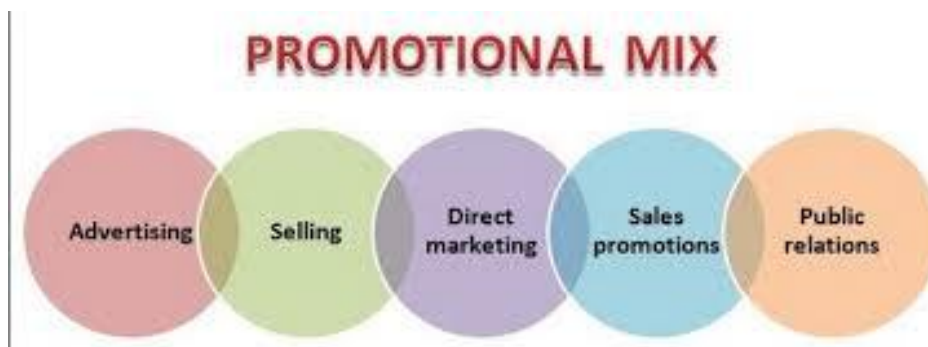 PROMOTIONAL MIX
Advertising
Selling
Direct
marketing
Sales
promotions
Public
relations